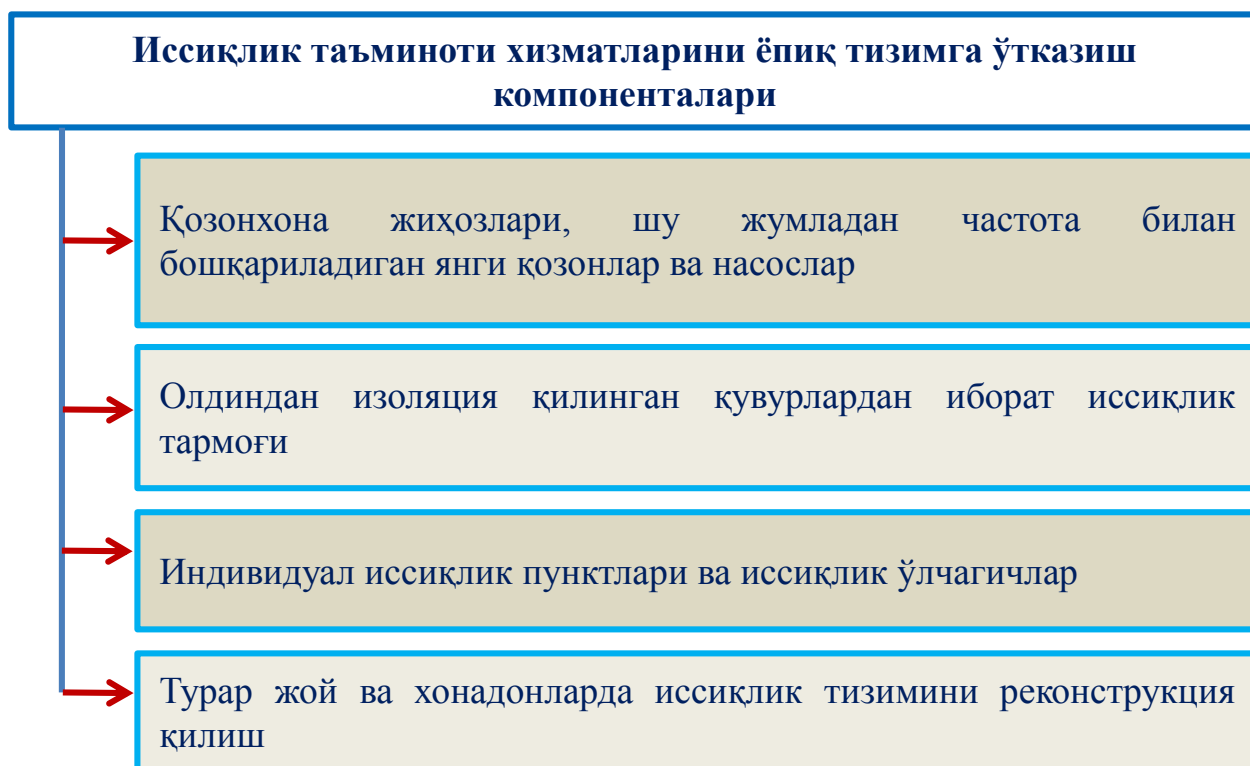 Иссиқлик таъминоти хизматларини ёпиқ тизимга ўтказиш
компоненталари
Қозонхона жиҳозлари, шу жумладан частота билан
бошқариладиган янги қозонлар ва насослар
Олдиндан изоляция қилинган қувурлардан иборат иссиқлик
тармоғи
Индивидуал иссиқлик пунктлари ва иссиқлик ўлчагичлар
Турар жой ва хонадонларда иссиқлик тизимини реконструкция
қилиш